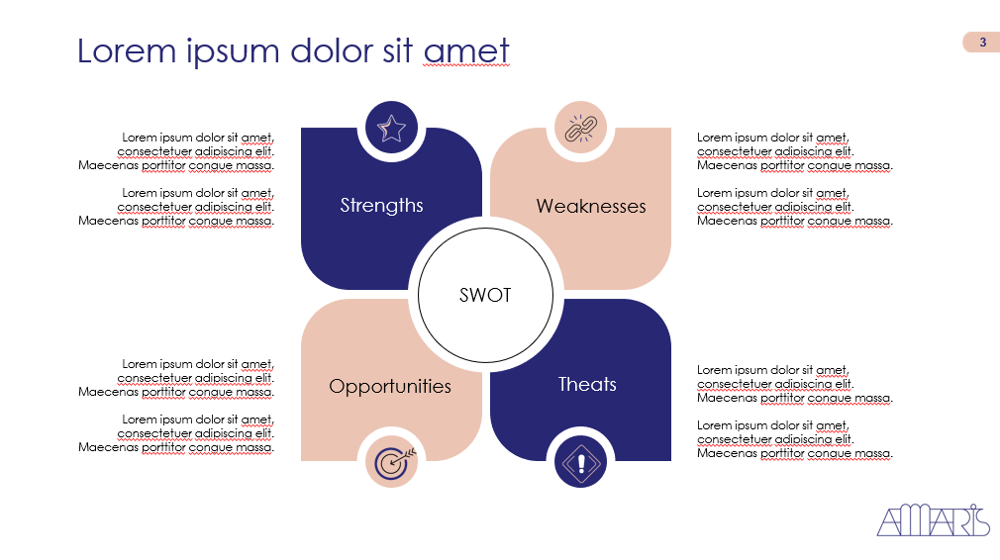 Lorem ipsum dolor sit amet
3
Lorem ipsum dolor sit amet,
consectetuer adipiscing elit.
Maecenas porttitor congue massa.
Lorem ipsum dolor sit amet,
consectetuer adipiscing elit.
Maecenas porttitor congue massa.
Strengths
Weaknesses
Lorem ipsum dolor sit amet,
consectetuer adipiscing elit.
Maecenas porttitor congue massa.
Lorem ipsum dolor sit amet,
consectetuer adipiscing elit.
Maecenas porttitor congue massa.
SWOT
Lorem ipsum dolor sit amet,
consectetuer adipiscing elit.
Maecenas porttitor congue massa.
Lorem ipsum dolor sit amet,
consectetuer adipiscing elit.
Maecenas porttitor congue massa.
Opportunities
Theats
Lorem ipsum dolor sit amet,
consectetuer adipiscing elit.
Maecenas porttitor congue massa.
Lorem ipsum dolor sit amet,
consectetuer adipiscing elit.
Maecenas porttitor congue massa.
AMARIS